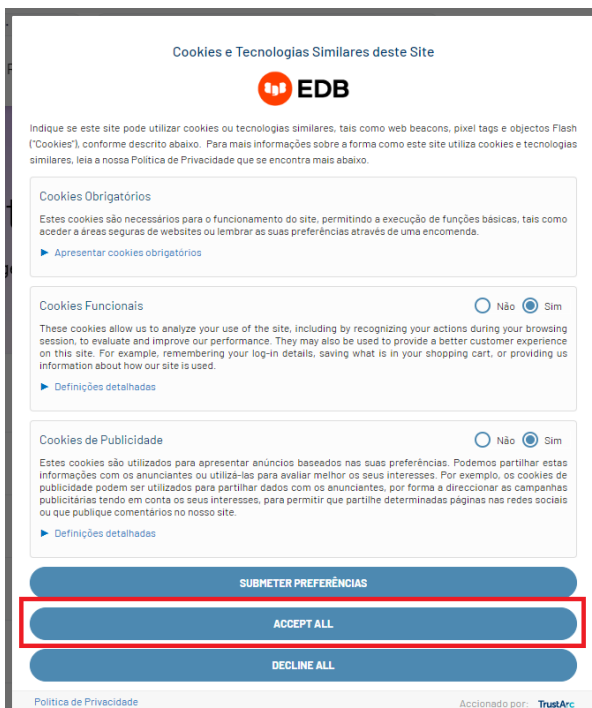 Cookies e Tecnologias Similares deste Site
EDB
Indique se este site pode utilizar cookies ou tecnologias similares, tais como web beacons, pixel tags e objectos Flash
("Cookies"), conforme descrito abaixo. Para mais informações sobre a forma como este site utiliza cookies e tecnologias
similares, leia a nossa Política de Privacidade que se encontra mais abaixo.
Cookies Obrigatórios
Estes cookies são necessários para o funcionamento do site, permitindo a execução de funções básicas, tais como
aceder a áreas seguras de websites ou lembrar as suas preferências através de uma encomenda.
Apresentar cookies obrigatórios
Cookies Funcionais Não Sim
These cookies allow us to analyze your use of the site, including by recognizing your actions during your browsing
session, to evaluate and improve our performance. They may also be used to provide a better customer experience
on this site. For example, remembering your log-in details, saving what is in your shopping cart, or providing us
information about how our site is used.
Definições detalhadas
Cookies de Publicidade Não Sim
Estes cookies são utilizados para apresentar anúncios baseados nas suas preferências. Podemos partilhar estas
informações com os anunciantes ou utilizá-las para avaliar melhor os seus interesses. Por exemplo, os cookies de
publicidade podem ser utilizados para partilhar dados com os anunciantes, por forma a direccionar as campanhas
publicitárias tendo em conta os seus interesses, para permitir que partilhe determinadas páginas nas redes sociais
ou que publique comentários no nosso site.
Definições detalhadas
SUBMETER PREFERÊNCIAS
ACCEPT ALL
DECLINE ALL
Política de Privacidade Accionado por: TrustArc